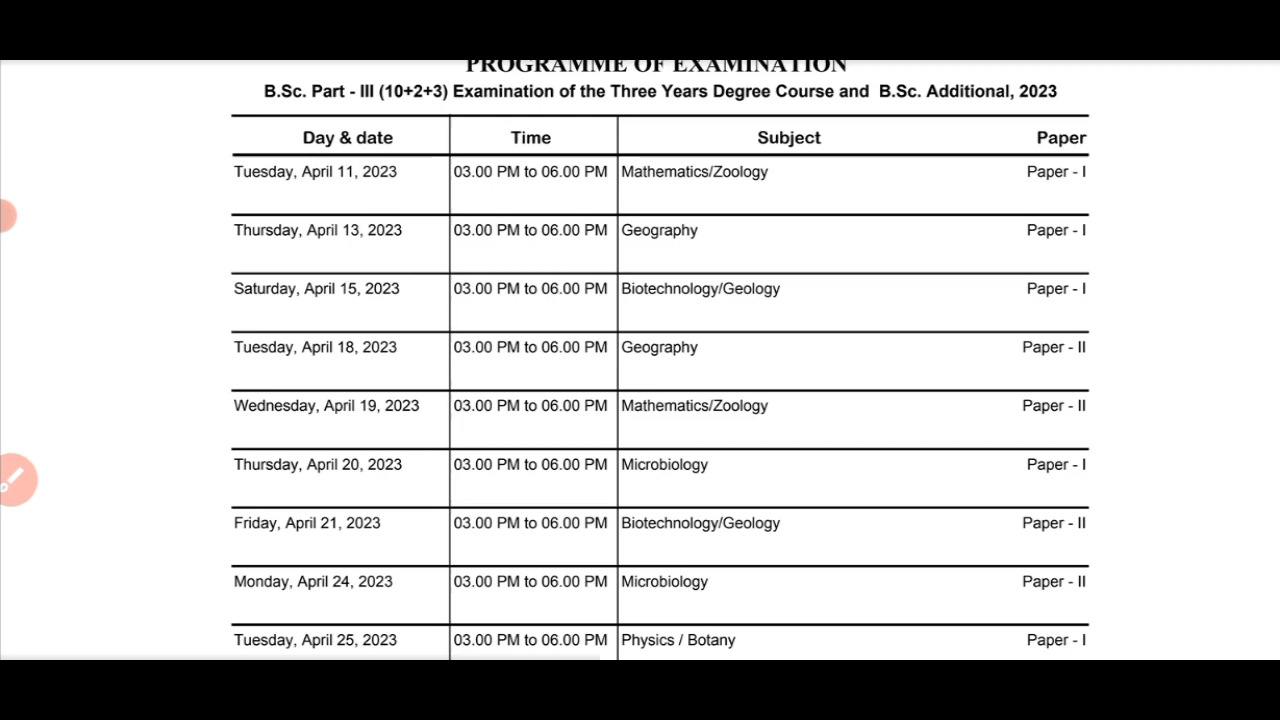 PROGRAMME OF EXAMINATION
B.Sc. Part - III (10+2+3) Examination of the Three Years Degree Course and B.Sc. Additional, 2023
Day & date Time Subject Paper
Tuesday, April 11, 2023 03.00 PM to 06.00 PM Mathematics/Zoology Paper - I
Thursday, April 13, 2023 03.00 PM to 06.00 PM Geography Paper - I
Saturday, April 15, 2023 03.00 PM to 06.00 PM Biotechnology/Geology Paper - I
Tuesday, April 18, 2023 03.00 PM to 06.00 PM Geography Paper - II
Wednesday, April 19, 2023 03.00 PM to 06.00 PM Mathematics/Zoology Paper - II
Thursday, April 20, 2023 03.00 PM to 06.00 PM Microbiology Paper - I
Friday, April 21, 2023 03.00 PM to 06.00 PM Biotechnology/Geology Paper - II
Monday, April 24, 2023 03.00 PM to 06.00 PM Microbiology Paper - II
Tuesday, April 25, 2023 03.00 PM to 06.00 PM Physics / Botany Paper - I